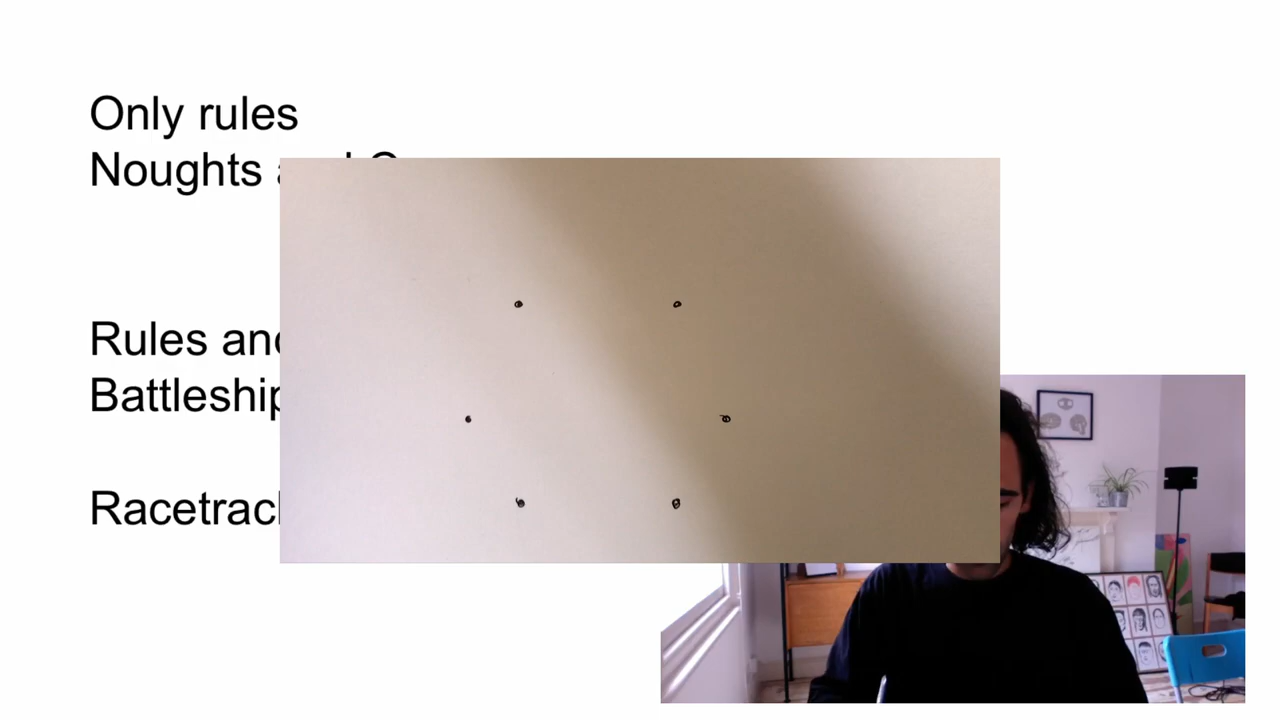 Only rules
Noughts
Rules and
Battleship
Racetrack